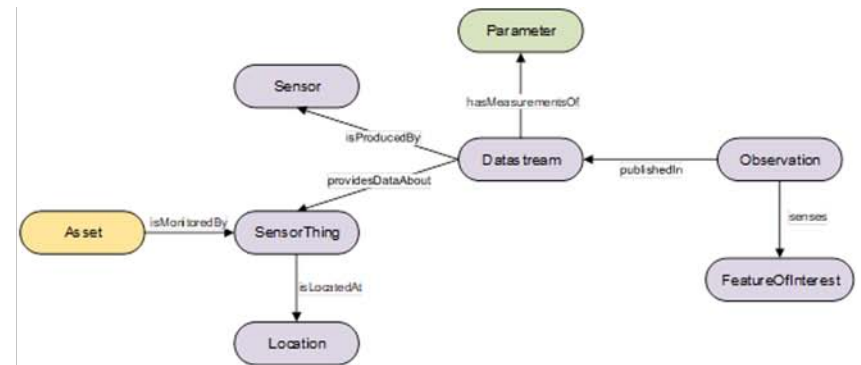 Parameter
Sensor
hasMeasurementsOf
isProducedBy
Datastream
Observation
publishedIn
providesDataAbout
Asset
isMonitoredBy
SensorThing
senses
FeatureOfInterest
isLocatedAt
Location